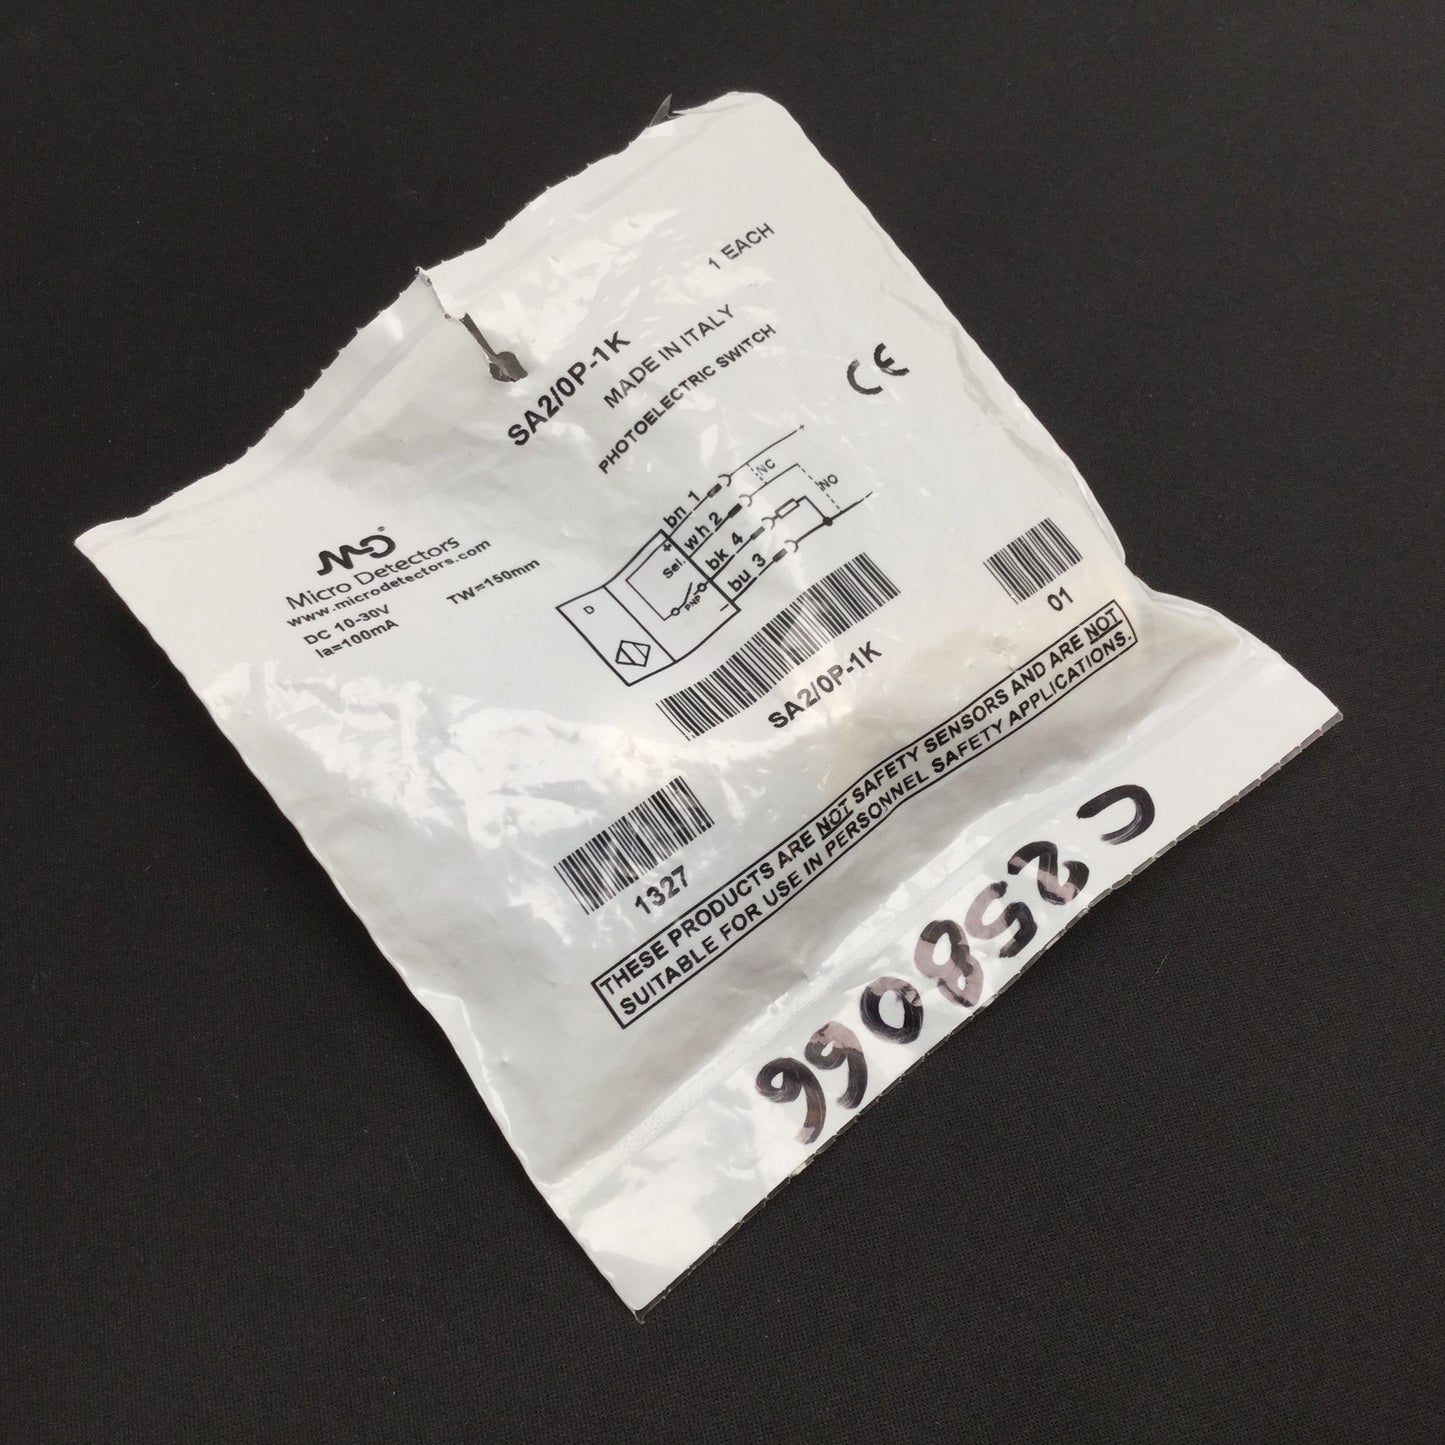 1 EACH
SA2/0P-1K
MADE IN ITALY
PHOTOELECTRIC SWITCH
CE
MD®
Micro Detectors
www.microdetectors.com
DC 10-30V
Ia=100mA
TW=150mm
D
+
Sel.
PNP
-
bn 1
wh 2
bk 4
bu 3
NC
NO
+
-
SA2/0P-1K
01
1327
THESE PRODUCTS ARE NOT SAFETY SENSORS AND ARE NOT
SUITABLE FOR USE IN PERSONNEL SAFETY APPLICATIONS.
C258066